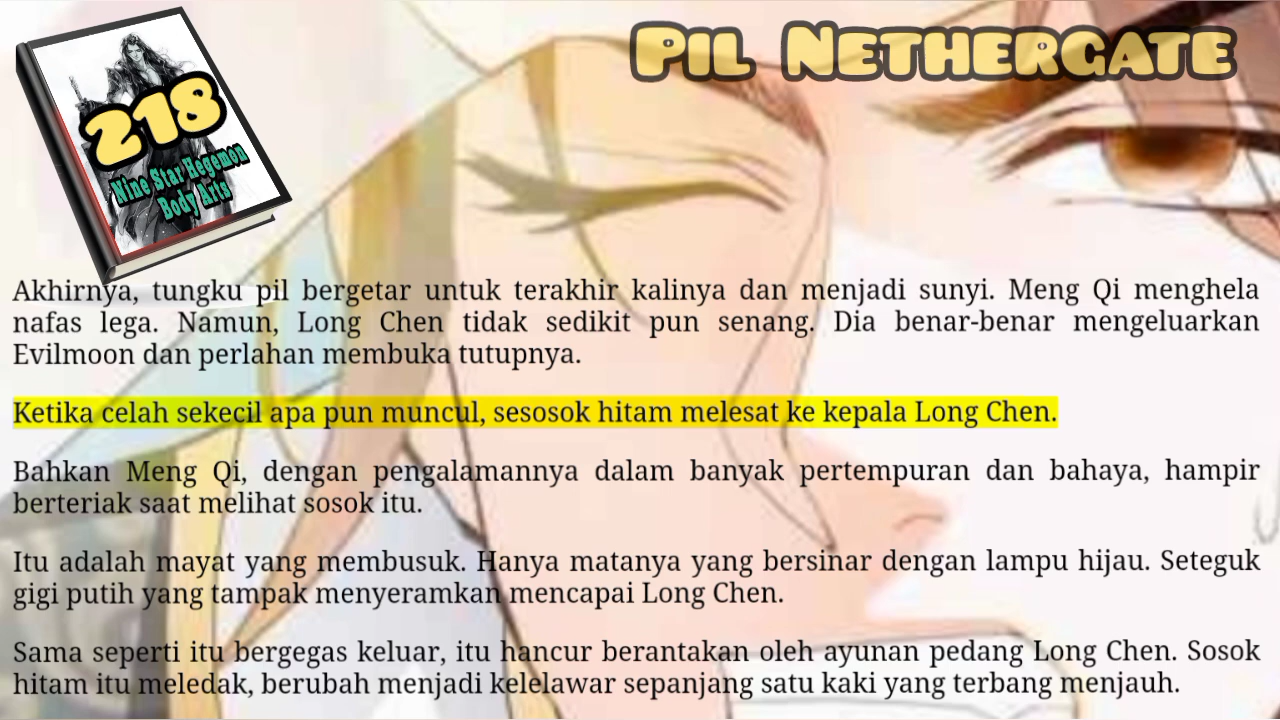 Pil Nethergate
218
Nine Star Hegemon
Body Arts
Akhirnya, tungku pil bergetar untuk terakhir kalinya dan menjadi sunyi. Meng Qi menghela
nafas lega. Namun, Long Chen tidak sedikit pun senang. Dia benar-benar mengeluarkan
Evilmoon dan perlahan membuka tutupnya.
Ketika celah sekecil apa pun muncul, sesosok hitam melesat ke kepala Long Chen.
Bahkan Meng Qi, dengan pengalamannya dalam banyak pertempuran dan bahaya, hampir
berteriak saat melihat sosok itu.
Itu adalah mayat yang membusuk. Hanya matanya yang bersinar dengan lampu hijau. Seteguk
gigi putih yang tampak menyeramkan mencapai Long Chen.
Sama seperti itu bergegas keluar, itu hancur berantakan oleh ayunan pedang Long Chen. Sosok
hitam itu meledak, berubah menjadi kelelawar sepanjang satu kaki yang terbang menjauh.